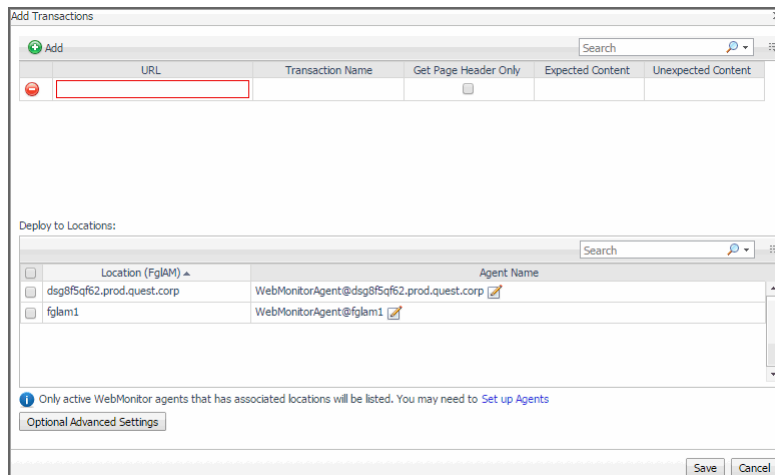 Add Transactions
Add
Search
URL Transaction Name Get Page Header Only Expected Content Unexpected Content
Deploy to Locations:
Search
Location (FglAM) Agent Name
dsg8f5qf62.prod.quest.corp WebMonitorAgent@dsg8f5qf62.prod.quest.corp
fglam1 WebMonitorAgent@fglam1
Only active WebMonitor agents that has associated locations will be listed. You may need to Set up Agents
Optional Advanced Settings
Save Cancel